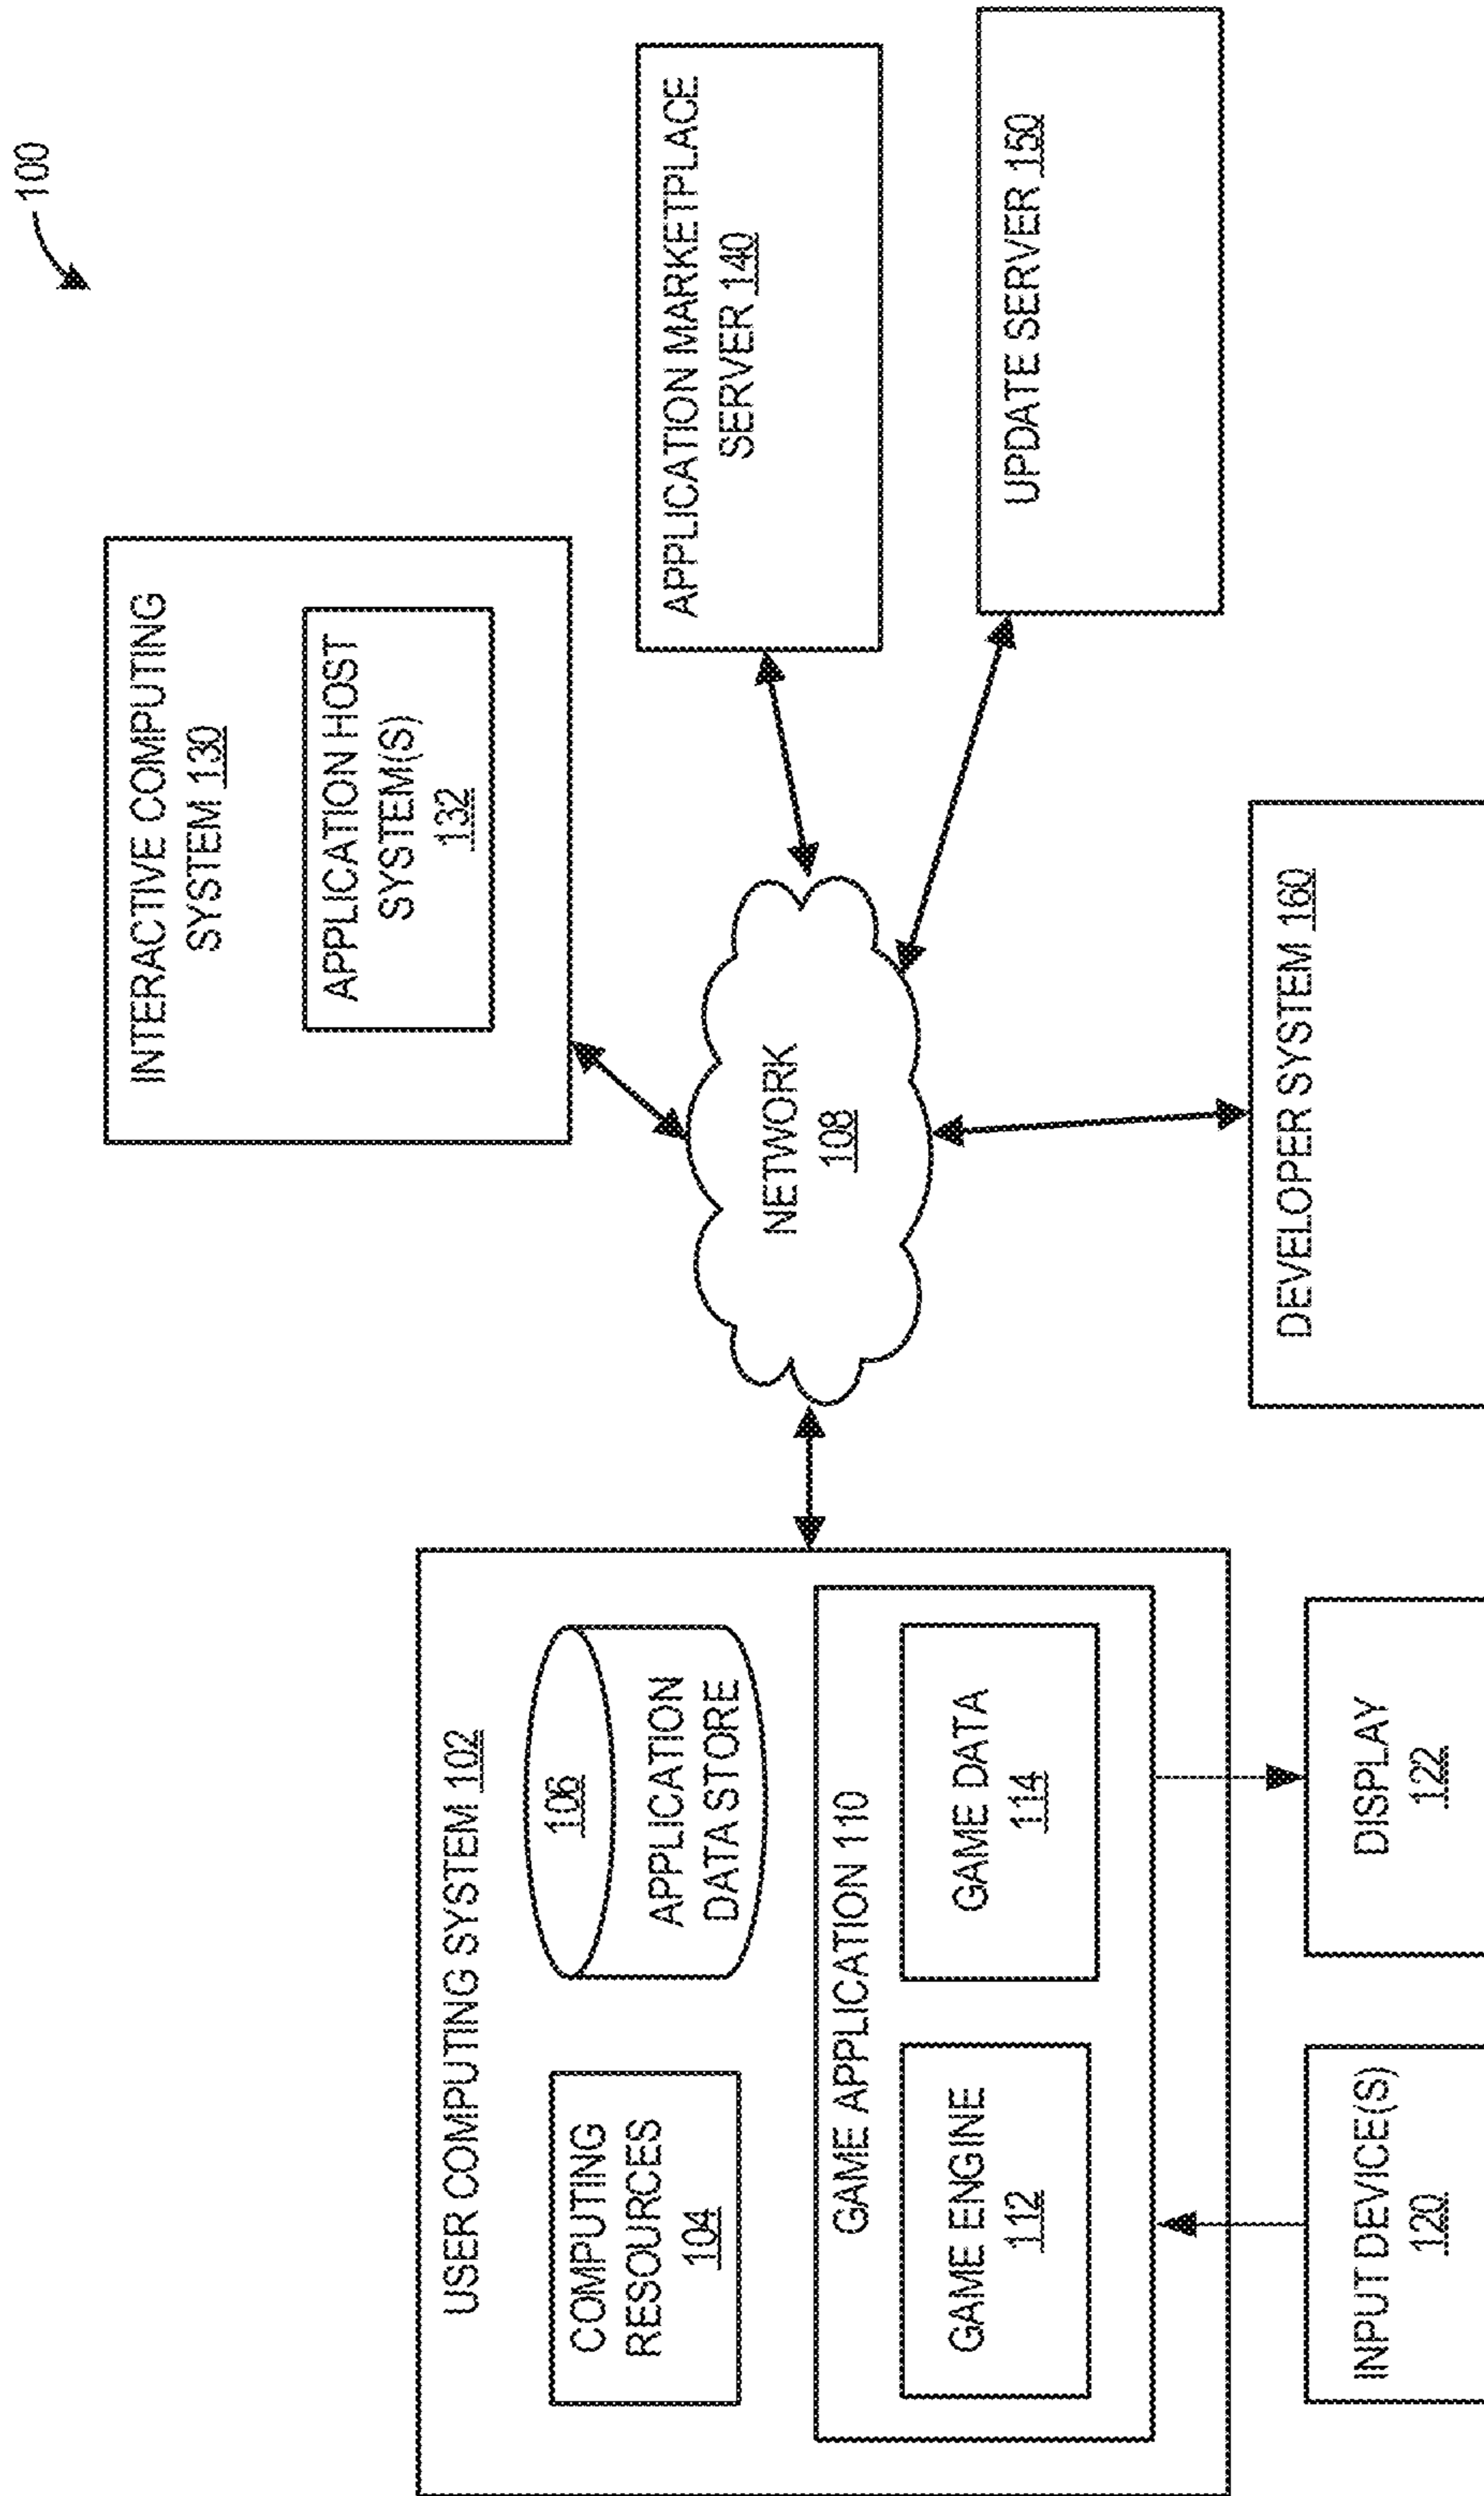 100
INTERACTIVE COMPUTING
SYSTEM 130
APPLICATION HOST
SYSTEM(S)
132
USER COMPUTING SYSTEM 102
COMPUTING
RESOURCES
104
106
APPLICATION
DATA STORE
GAME APPLICATION 110
GAME ENGINE
112
GAME DATA
114
INPUT DEVICE(S)
120
DISPLAY
122
NETWORK
108
APPLICATION MARKETPLACE
SERVER 140
UPDATE SERVER 150
DEVELOPER SYSTEM 160